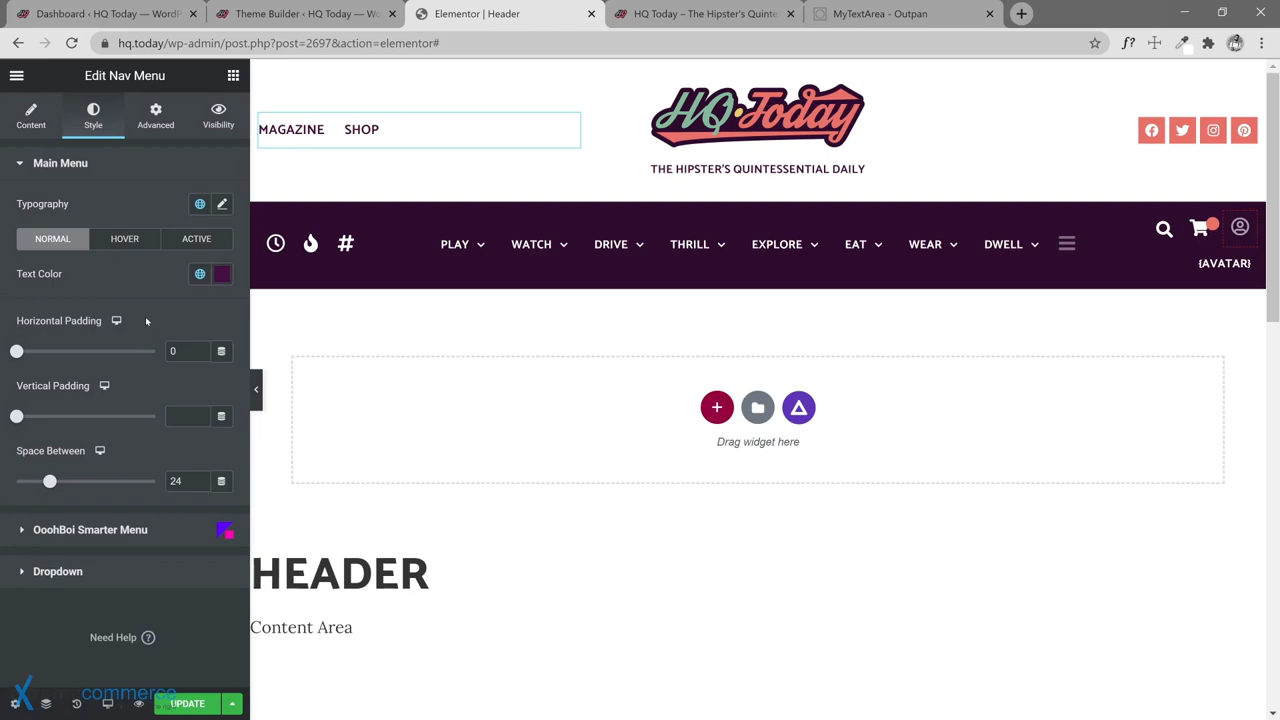 HQ Today — WordPr
Theme Builder ‹ HQ Today — Wo
Elementor | Header
HQ Today – The Hipster's Quintes
MyTextArea - Outpan
hq.today/wp-admin/post.php?post=2697&action=elementor#
f?
Edit Nav Menu
Content
Style
Advanced
Visibility
Main Menu
Typography
NORMAL
HOVER
ACTIVE
Text Color
Horizontal Padding
0
Vertical Padding
Space Between
24
OoohBoi Smarter Menu
Dropdown
Need Help ?
commerce
UPDATE
MAGAZINE SHOP
HQ Today
THE HIPSTER'S QUINTESSENTIAL DAILY
#
PLAY WATCH DRIVE THRILL EXPLORE EAT WEAR DWELL
{AVATAR}
Drag widget here
HEADER
Content Area